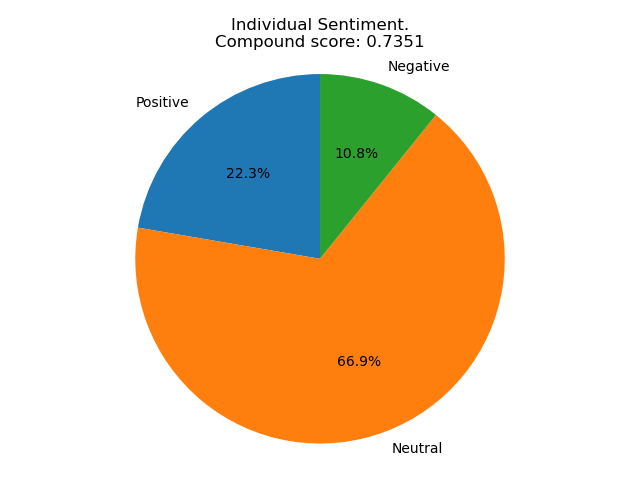 Individual Sentiment.
Compound score: 0.7351
Negative
Positive
10.8%
22.3%
66.9%
Neutral